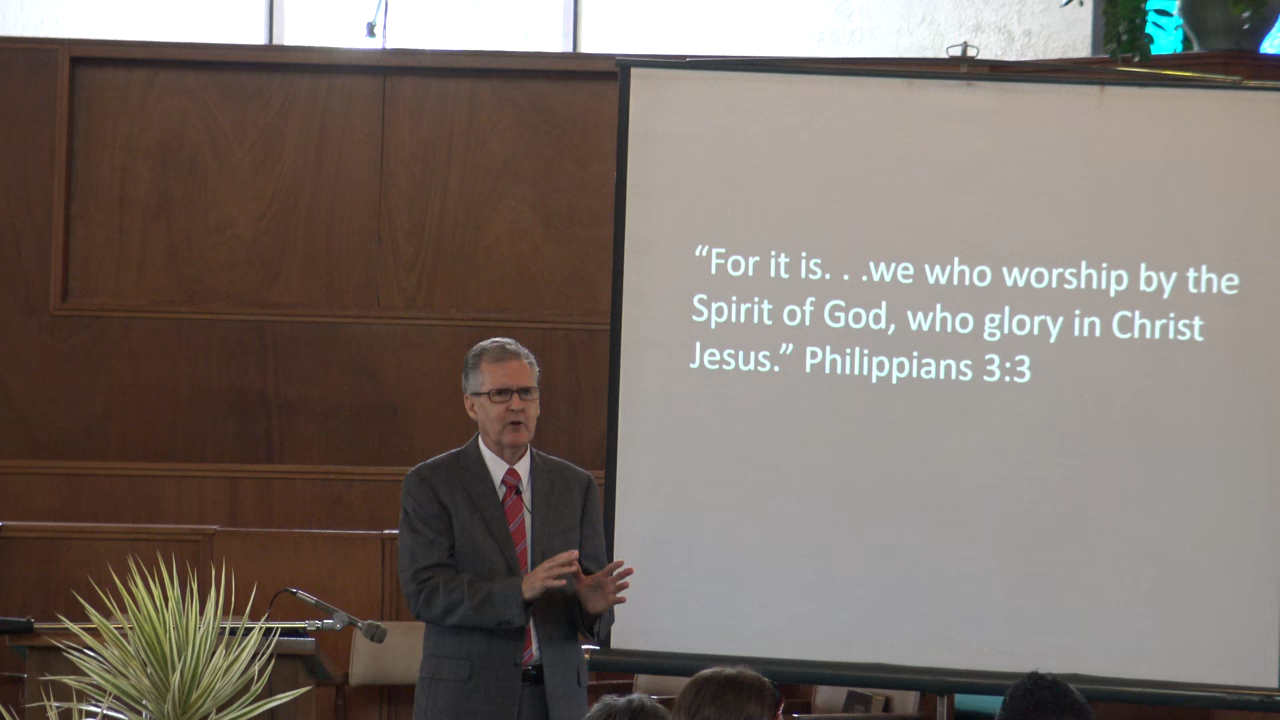 “For it is. . .we who worship by the
Spirit of God, who glory in Christ
Jesus.” Philippians 3:3